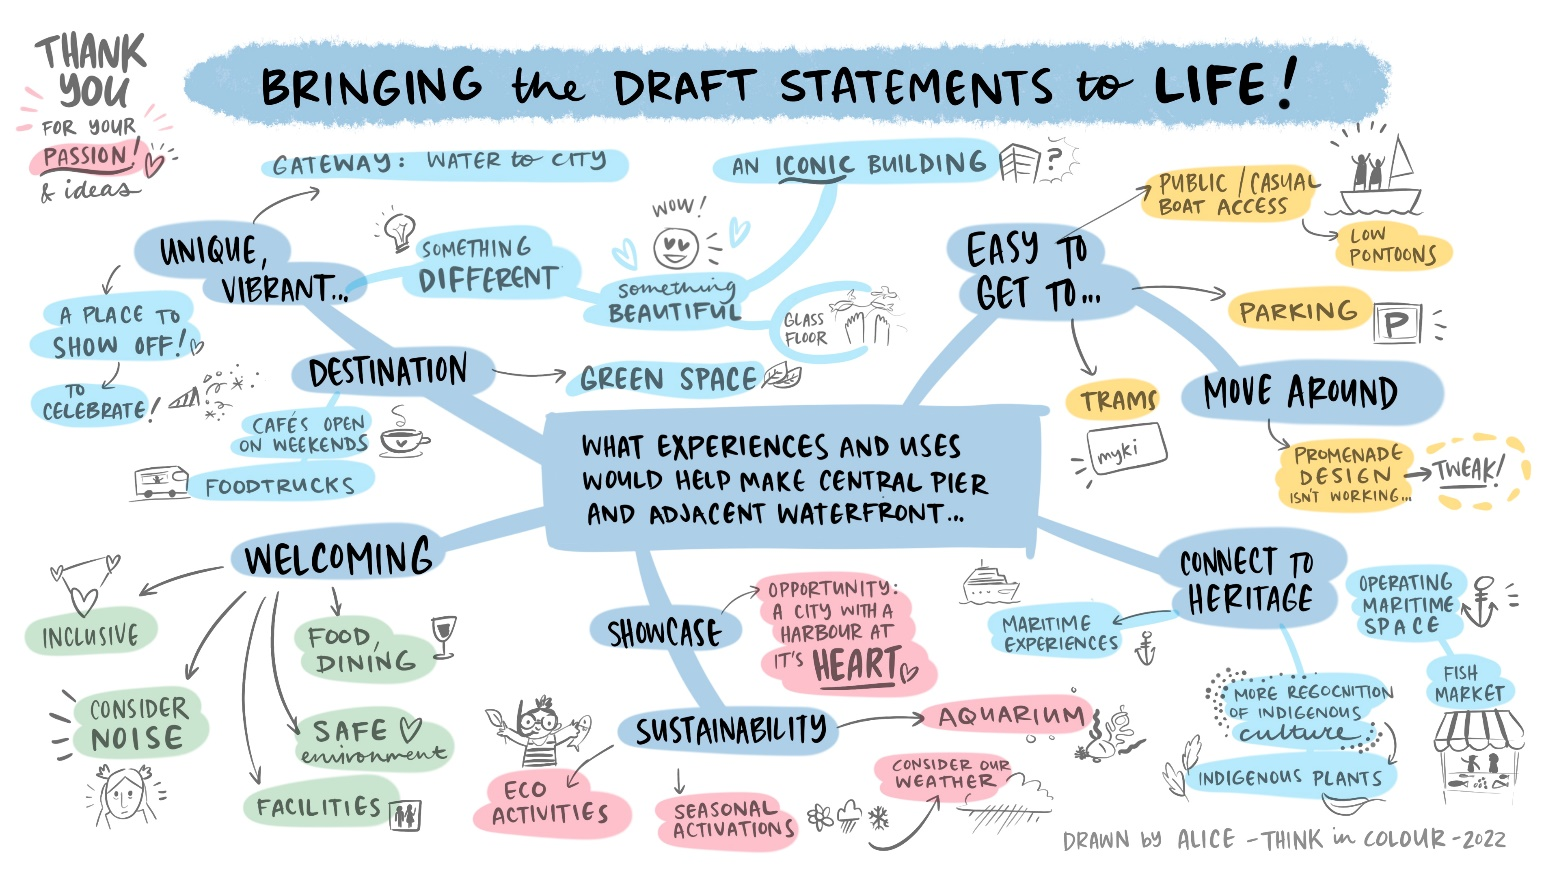 THANK
YOU
FOR YOUR
PASSION!
& ideas
BRINGING the DRAFT STATEMENTS to LIFE!
GATEWAY: WATER to CITY
AN ICONIC BUILDING
?
WOW!
UNIQUE,
VIBRANT...
SOMETHING
DIFFERENT
something
BEAUTIFUL
GLASS
FLOOR
A PLACE TO
SHOW OFF!
TO
CELEBRATE!
DESTINATION
GREEN SPACE
CAFÉS OPEN
ON WEEKENDS
FOODTRUCKS
EASY TO
GET TO...
PUBLIC / CASUAL
BOAT ACCESS
LOW
PONTOONS
PARKING
P
TRAMS
myki
MOVE AROUND
PROMENADE
DESIGN
ISN'T WORKING...
TWEAK!
WHAT EXPERIENCES AND USES
WOULD HELP MAKE CENTRAL PIER
AND ADJACENT WATERFRONT...
WELCOMING
INCLUSIVE
CONSIDER
NOISE
FOOD,
DINING
SAFE
environment
FACILITIES
SHOWCASE
OPPORTUNITY:
A CITY WITH A
HARBOUR AT
IT'S HEART
SUSTAINABILITY
AQUARIUM
ECO
ACTIVITIES
SEASONAL
ACTIVATIONS
CONSIDER OUR
WEATHER
CONNECT TO
HERITAGE
MARITIME
EXPERIENCES
OPERATING
MARITIME
SPACE
FISH
MARKET
MORE REGOCNITION
OF INDIGENOUS
culture
INDIGENOUS PLANTS
DRAWN by ALICE - THINK in COLOUR - 2022